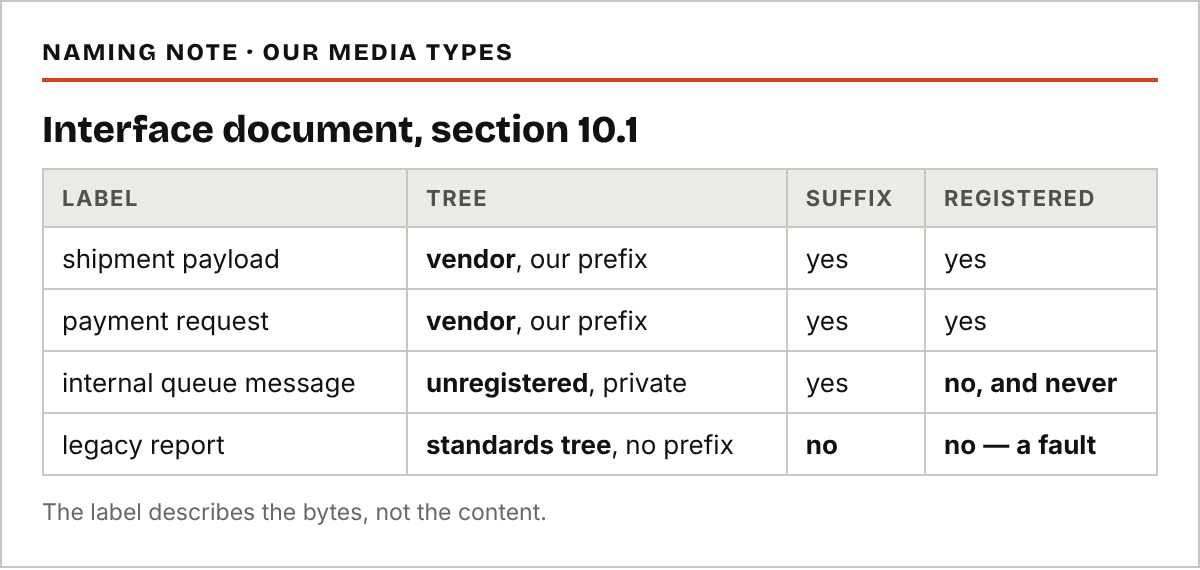 NAMING NOTE · OUR MEDIA TYPES
Interface document, section 10.1
LABEL TREE SUFFIX REGISTERED
shipment payload vendor, our prefix yes yes
payment request vendor, our prefix yes yes
internal queue message unregistered, private yes no, and never
legacy report standards tree, no prefix no no — a fault
The label describes the bytes, not the content.